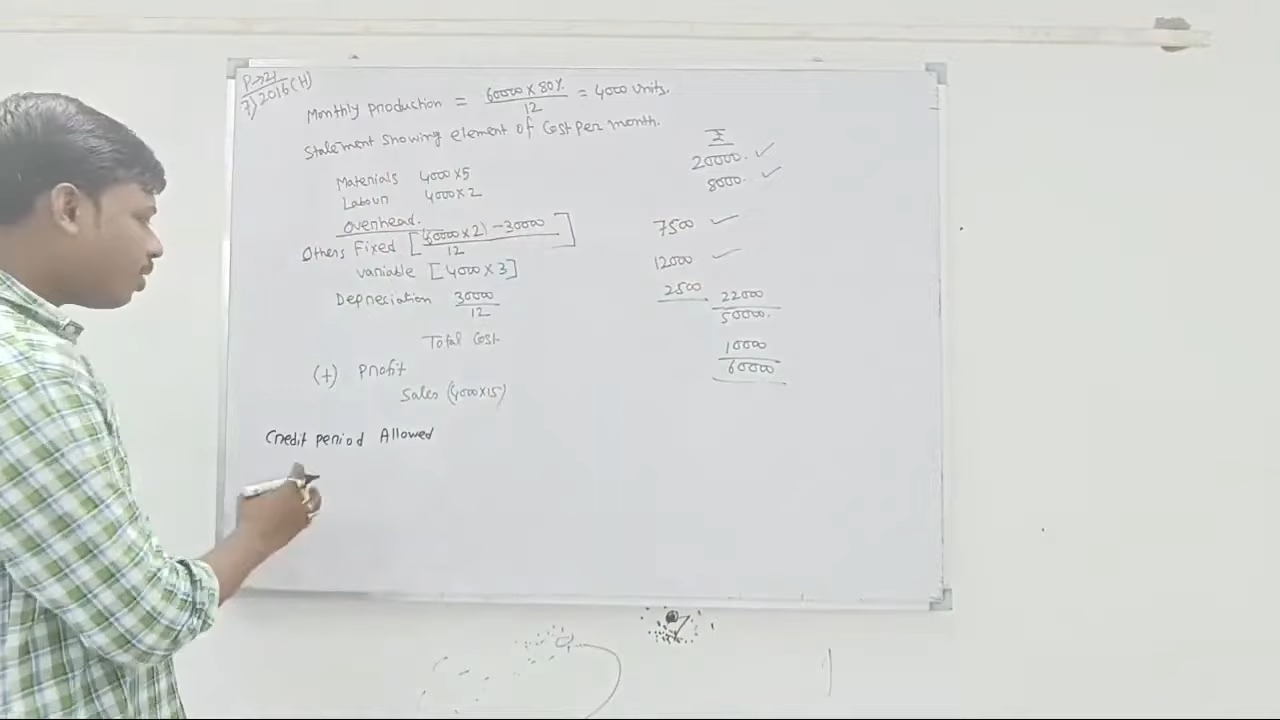 P-21
7) 2016 (H)
Monthly production = 60000 × 80% / 12 = 4000 units.
Statement showing element of Cost per month.
₹
Materials 4000 × 5 20000. ✓
Labour 4000 × 2 8000. ✓
Overhead.
Others Fixed [ (60000 × 2) - 30000 / 12 ] 7500 ✓
variable [ 4000 × 3 ] 12000 ✓
Depreciation 30000 / 12 2500 22000
50000.
Total Cost
(+) Profit 10000
Sales (4000×15) 60000
Credit period Allowed